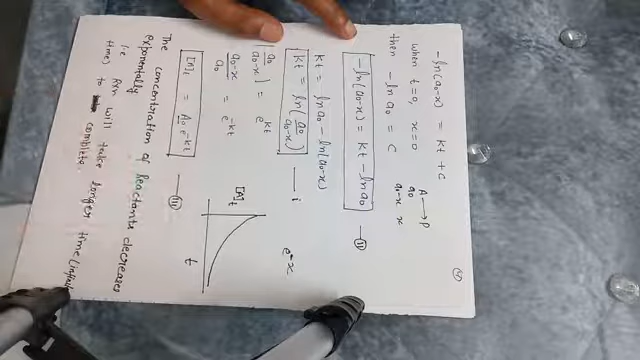 4
-ln(a₀-x) = kt + c
when t=0, x=0
A → P
a₀
a₀-x x
then -ln a₀ = C
-ln(a₀-x) = kt - ln a₀ — II
kt = ln a₀ - ln(a₀-x)
kt = ln(a₀/(a₀-x)) — i
(a₀/(a₀-x)) = e^kt
e^-x
(a₀-x)/a₀ = e^-kt
[A]t = A₀ e^-kt — III
[A]t
t
The concentration of Reactants decreases
exponentially
i.e Rxn will take longer time
time) to complete.